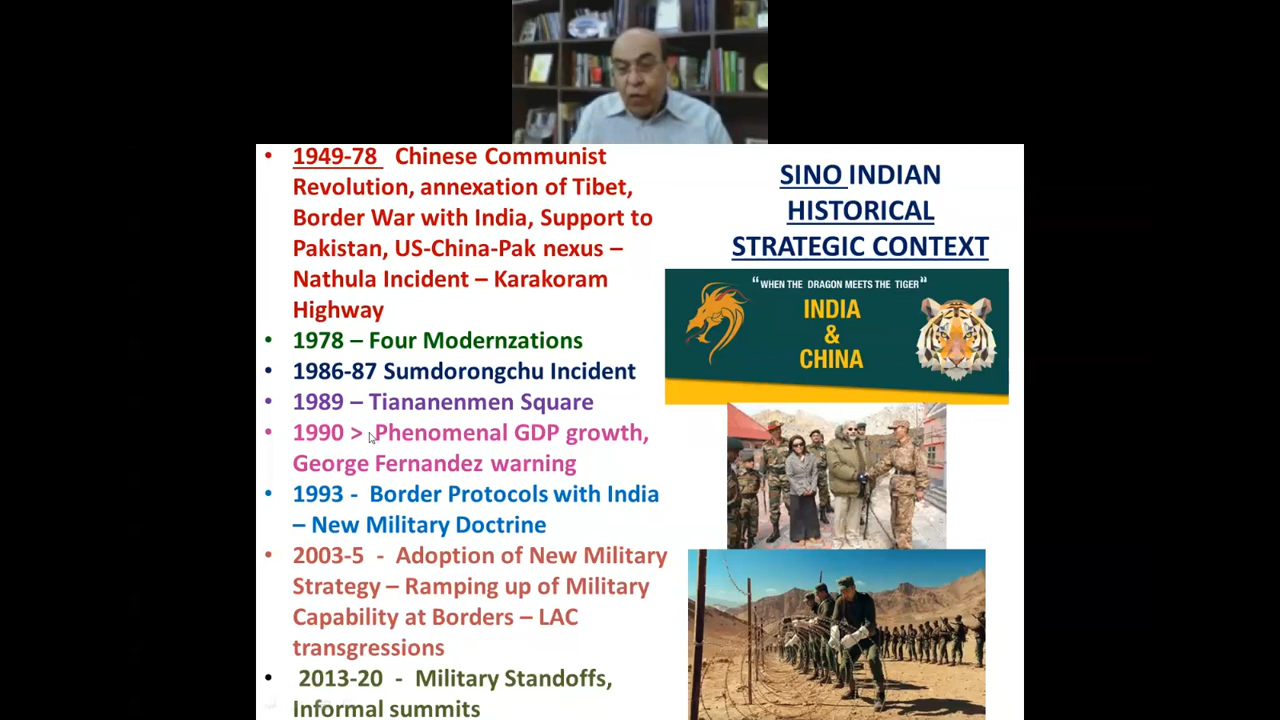 • 1949-78 Chinese Communist
Revolution, annexation of Tibet,
Border War with India, Support to
Pakistan, US-China-Pak nexus –
Nathula Incident – Karakoram
Highway
• 1978 – Four Modernzations
• 1986-87 Sumdorongchu Incident
• 1989 – Tiananenmen Square
• 1990 > Phenomenal GDP growth,
George Fernandez warning
• 1993 - Border Protocols with India
– New Military Doctrine
• 2003-5 - Adoption of New Military
Strategy – Ramping up of Military
Capability at Borders – LAC
transgressions
• 2013-20 - Military Standoffs,
Informal summits
SINO INDIAN
HISTORICAL
STRATEGIC CONTEXT
“WHEN THE DRAGON MEETS THE TIGER”
INDIA
&
CHINA